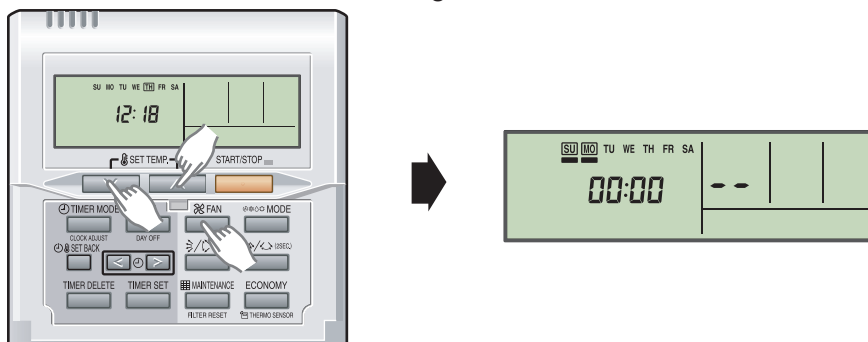 SU MO TU WE TH FR SA
12:18
SET TEMP. START/STOP
TIMER MODE FAN MODE
CLOCK ADJUST DAY OFF
SET BACK (2SEC.)
TIMER DELETE TIMER SET MAINTENANCE ECONOMY
FILTER RESET THERMO SENSOR
SU MO TU WE TH FR SA
00:00 --